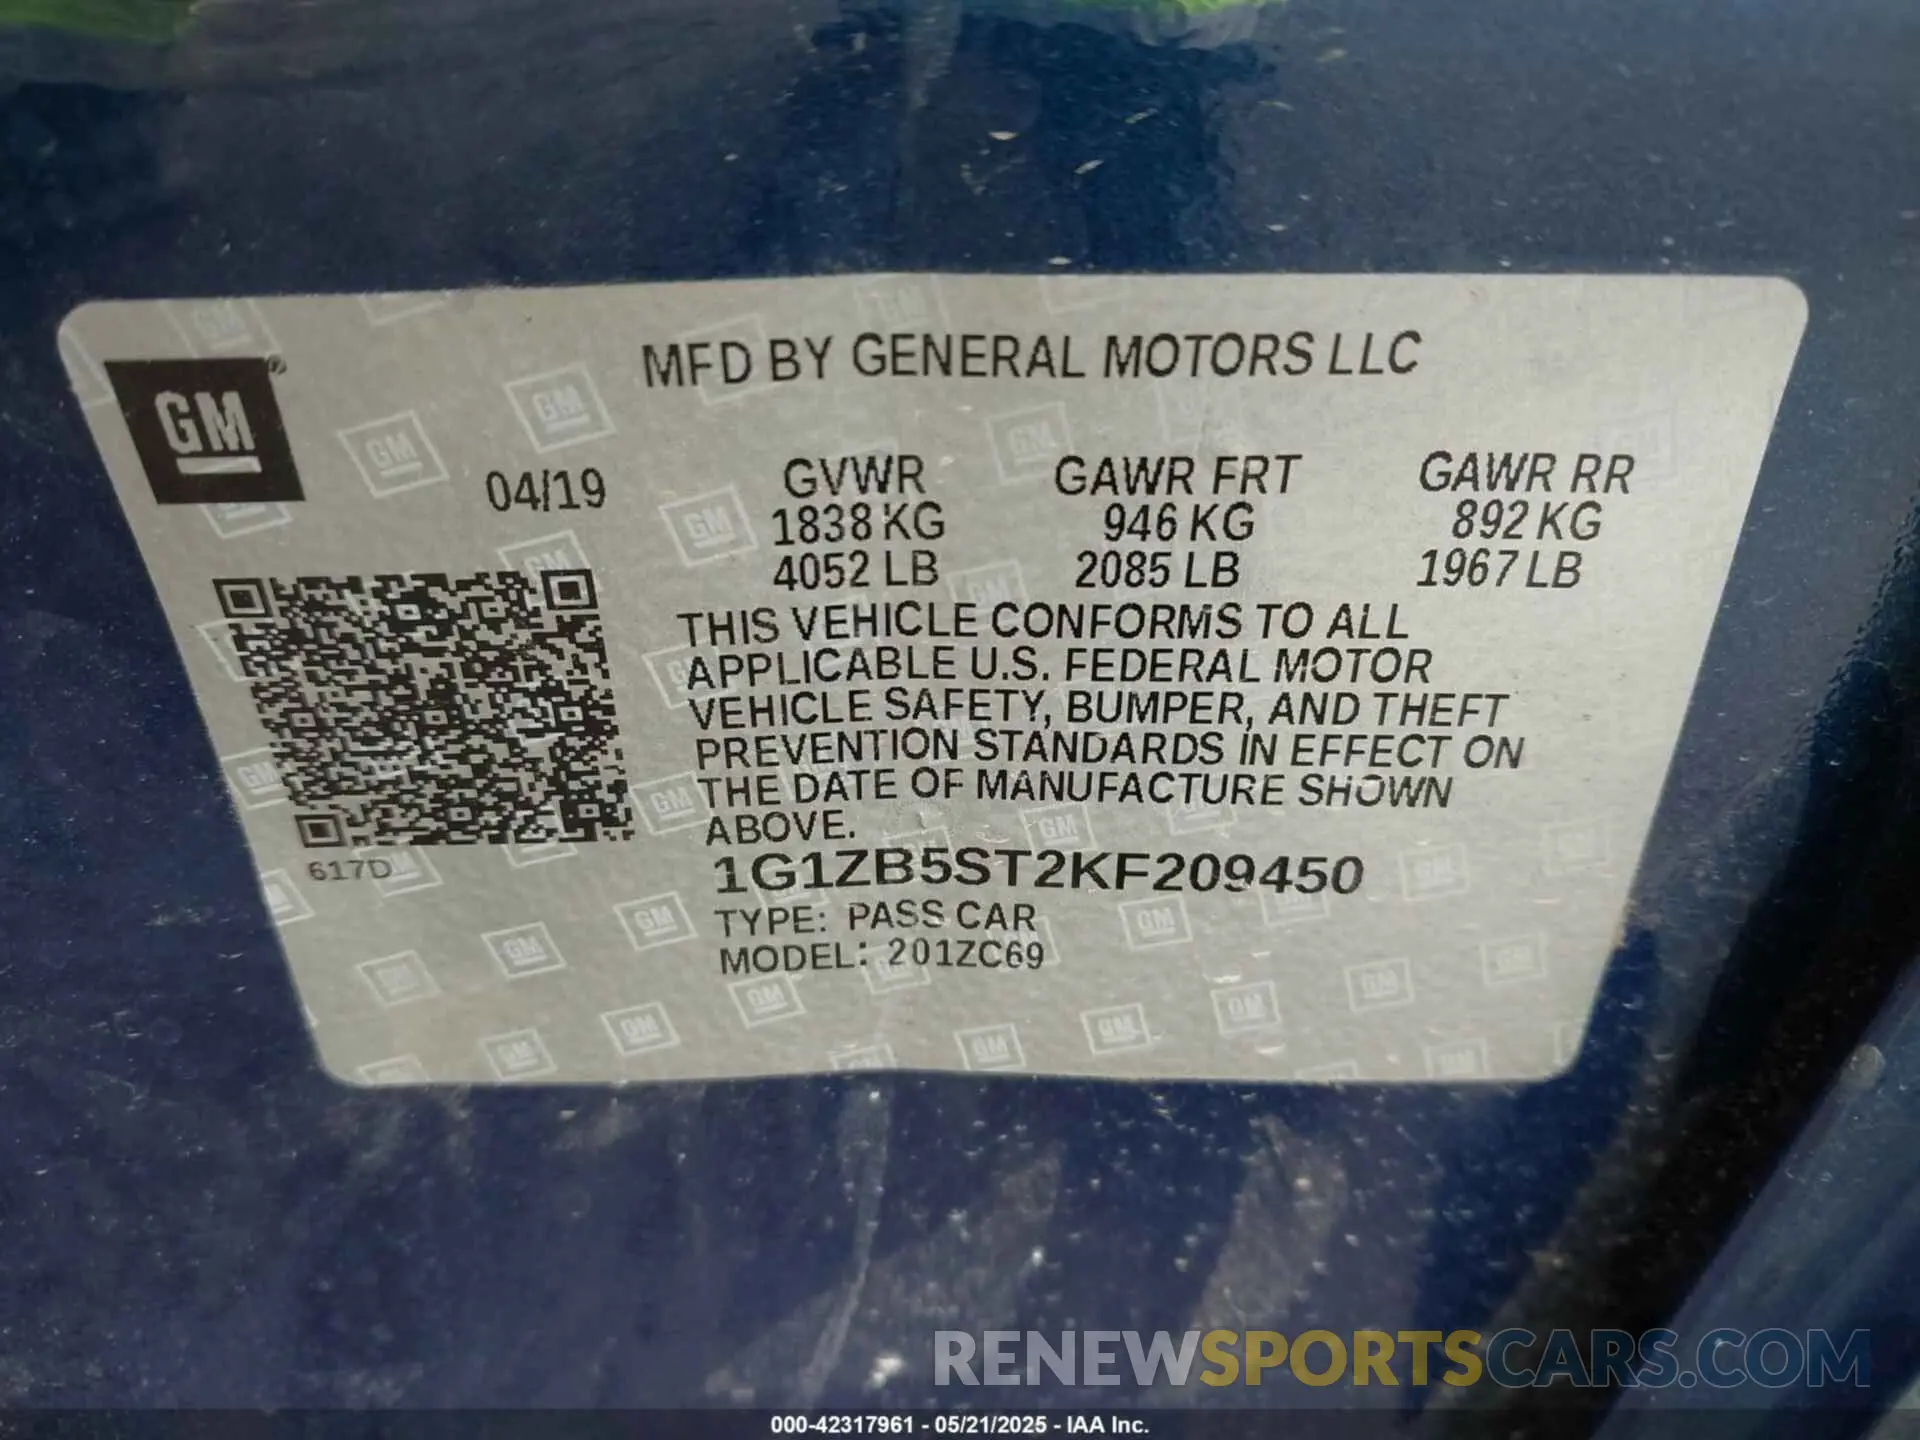 MFD BY GENERAL MOTORS LLC
GM
04/19
GVWR GAWR FRT GAWR RR
1838 KG 946 KG 892 KG
4052 LB 2085 LB 1967 LB
THIS VEHICLE CONFORMS TO ALL
APPLICABLE U.S. FEDERAL MOTOR
VEHICLE SAFETY, BUMPER, AND THEFT
PREVENTION STANDARDS IN EFFECT ON
THE DATE OF MANUFACTURE SHOWN
ABOVE.
617D
1G1ZB5ST2KF209450
TYPE: PASS CAR
MODEL: 201ZC69
RENEWSPORTSCARS.COM
000-42317961 - 05/21/2025 - IAA Inc.